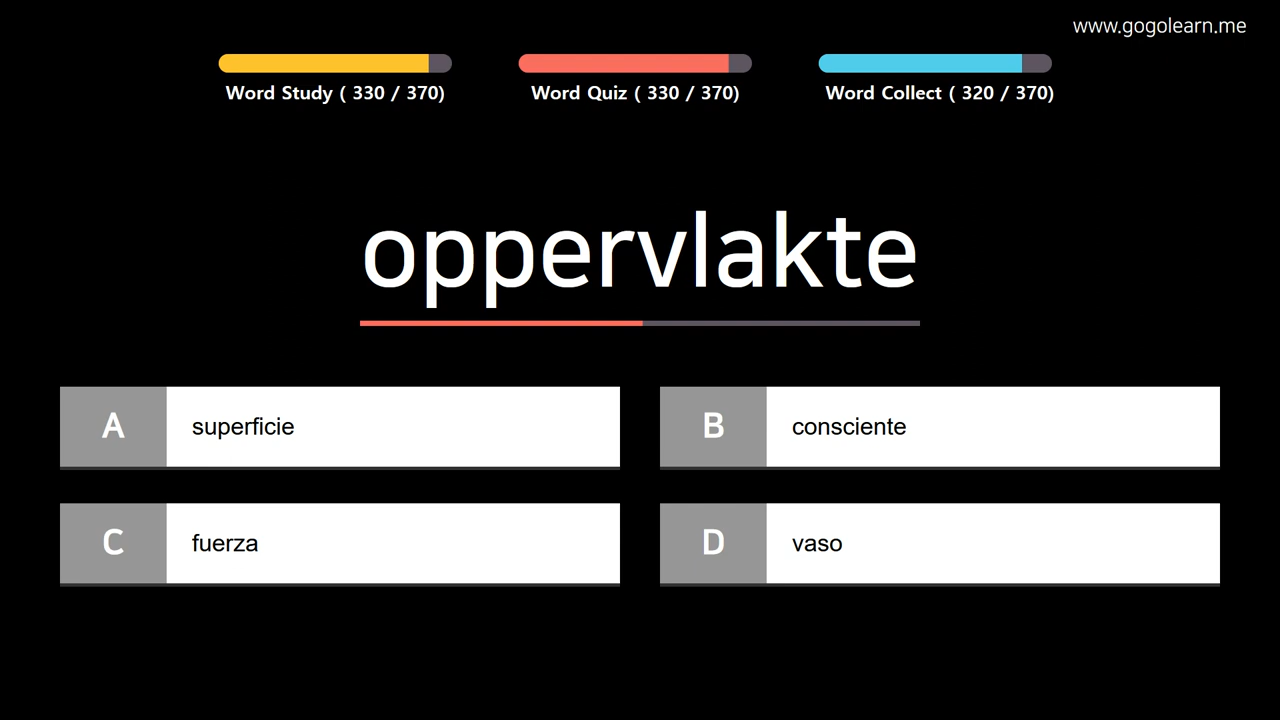 www.gogolearn.me
Word Study ( 330 / 370)
Word Quiz ( 330 / 370)
Word Collect ( 320 / 370)
oppervlakte
A superficie
B consciente
C fuerza
D vaso